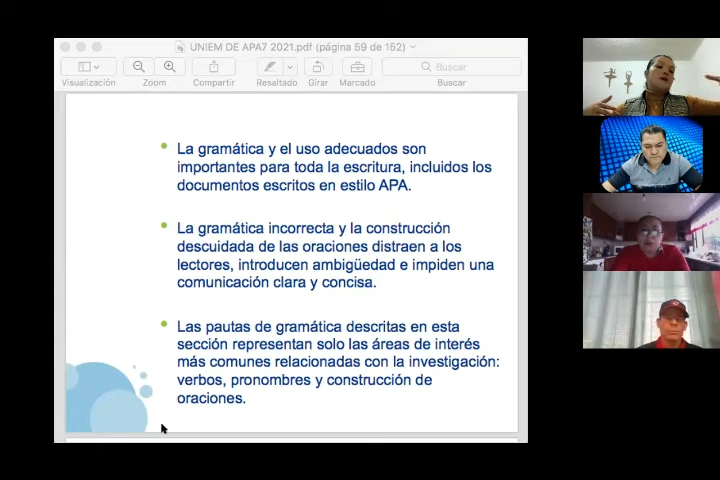 UNIEM DE APA7 2021.pdf (página 59 de 152)
Buscar
Visualización Zoom Compartir Resaltado Girar Marcado Buscar
La gramática y el uso adecuados son
importantes para toda la escritura, incluidos los
documentos escritos en estilo APA.
La gramática incorrecta y la construcción
descuidada de las oraciones distraen a los
lectores, introducen ambigüedad e impiden una
comunicación clara y concisa.
Las pautas de gramática descritas en esta
sección representan solo las áreas de interés
más comunes relacionadas con la investigación:
verbos, pronombres y construcción de
oraciones.